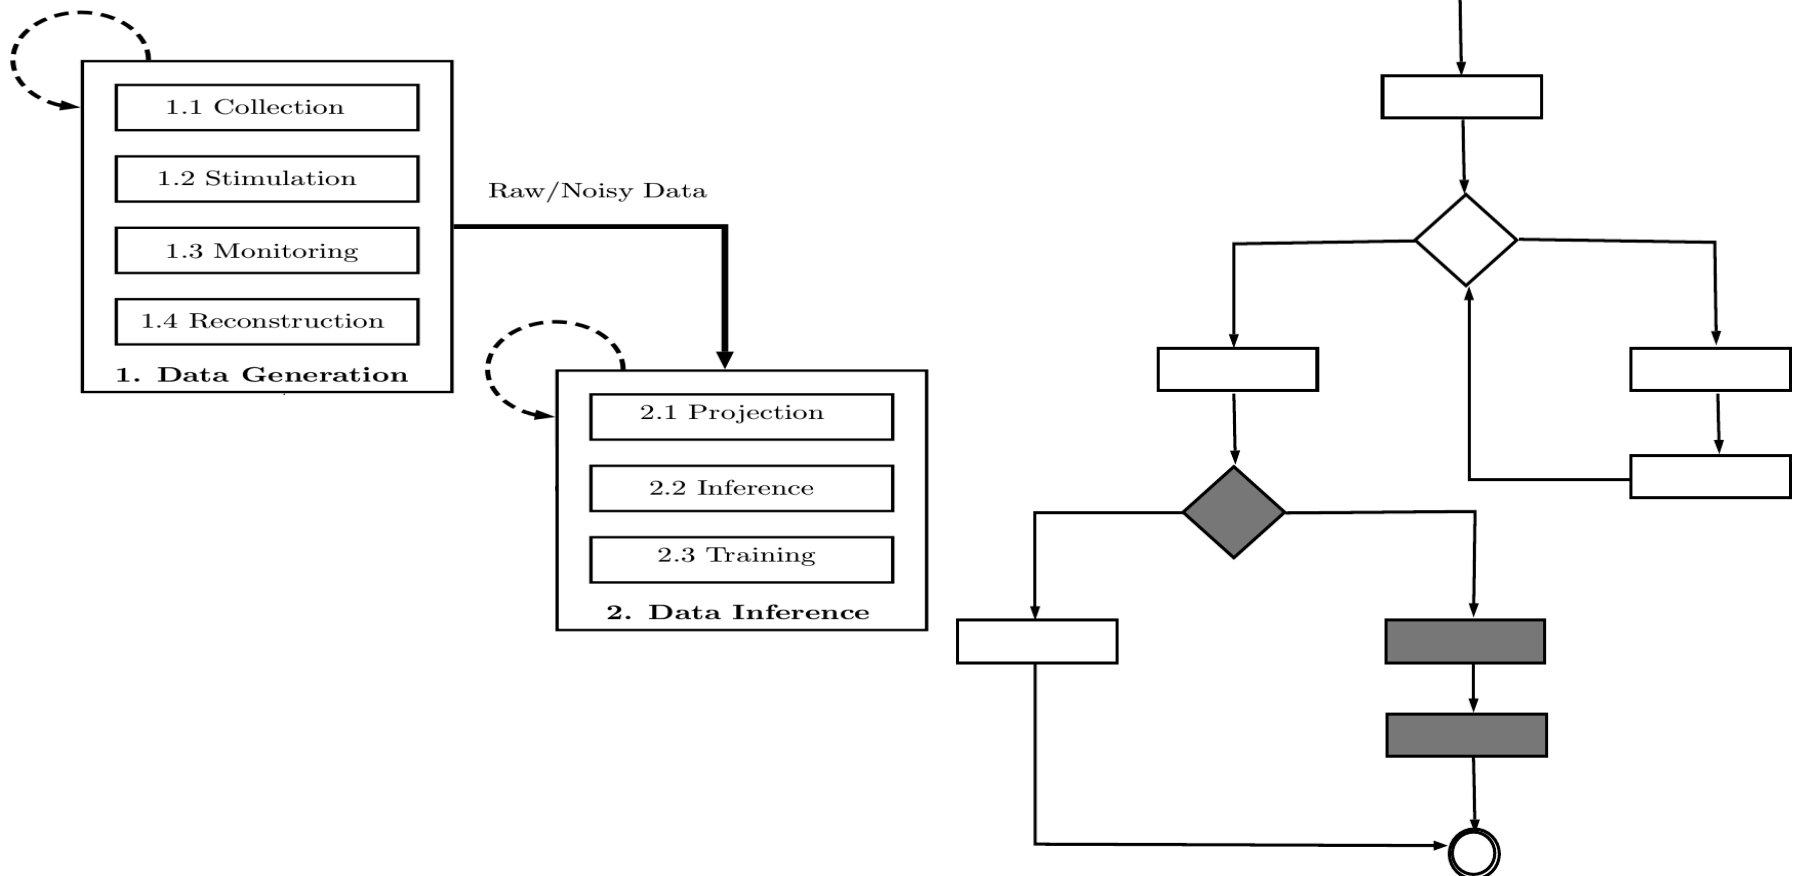 1.1 Collection
1.2 Stimulation
1.3 Monitoring
1.4 Reconstruction
1. Data Generation
Raw/Noisy Data
2.1 Projection
2.2 Inference
2.3 Training
2. Data Inference